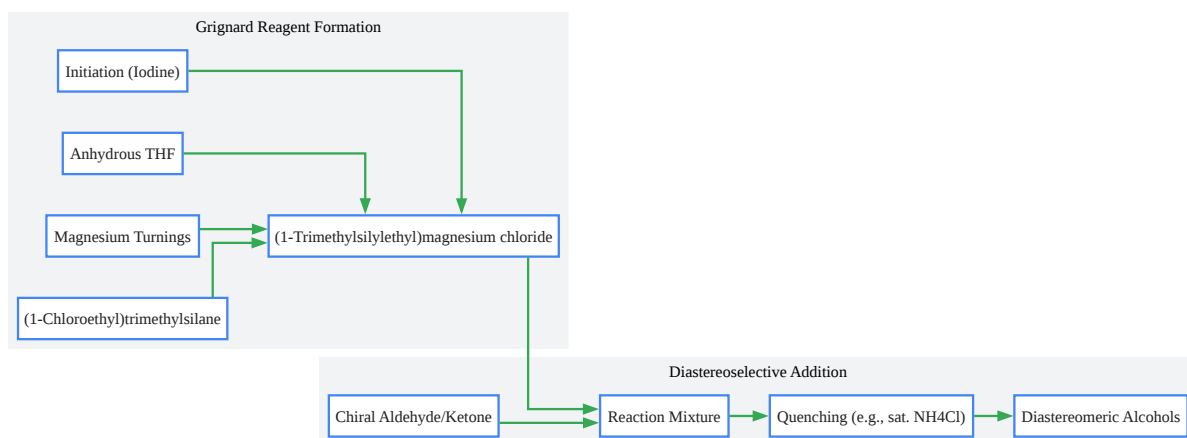 Grignard Reagent Formation
Initiation (Iodine)
Anhydrous THF
Magnesium Turnings
(1-Trimethylsilylethyl)magnesium chloride
(1-Chloroethyl)trimethylsilane
Diastereoselective Addition
Chiral Aldehyde/Ketone
Reaction Mixture
Quenching (e.g., sat. NH4Cl)
Diastereomeric Alcohols